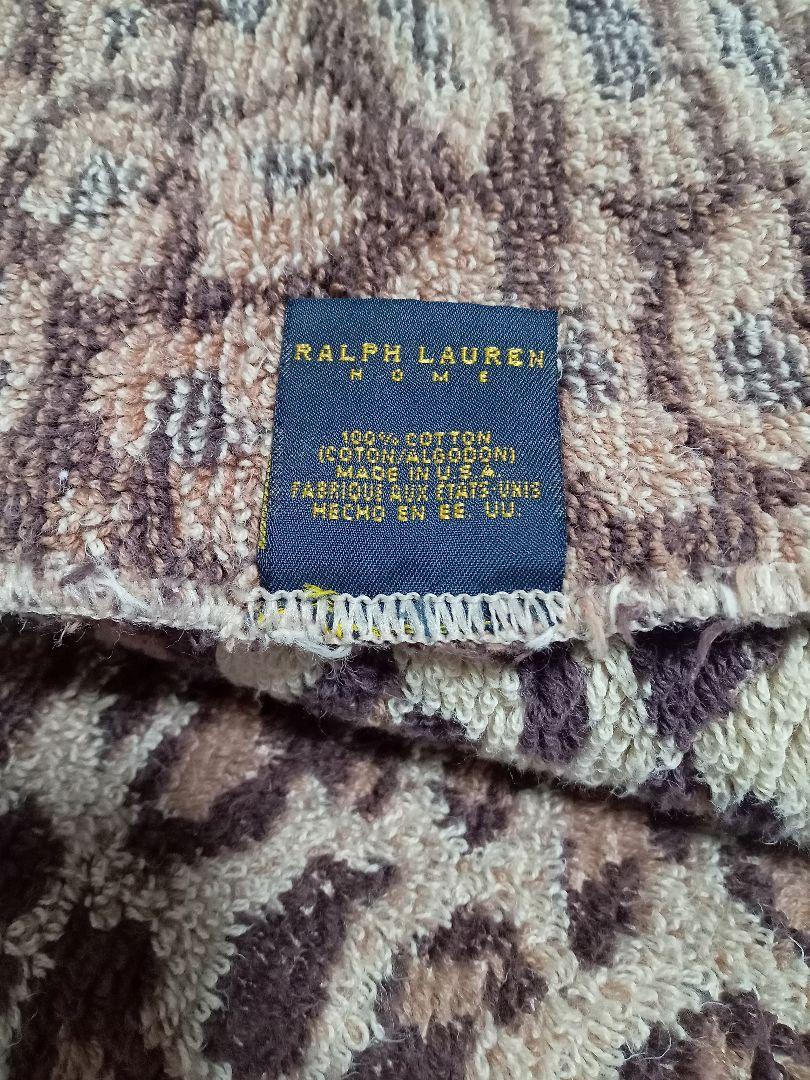 RALPH LAUREN
HOME
100% COTTON
(COTON/ALGODON)
MADE IN U.S.A.
FABRIQUE AUX ETATS-UNIS
HECHO EN EE. UU.